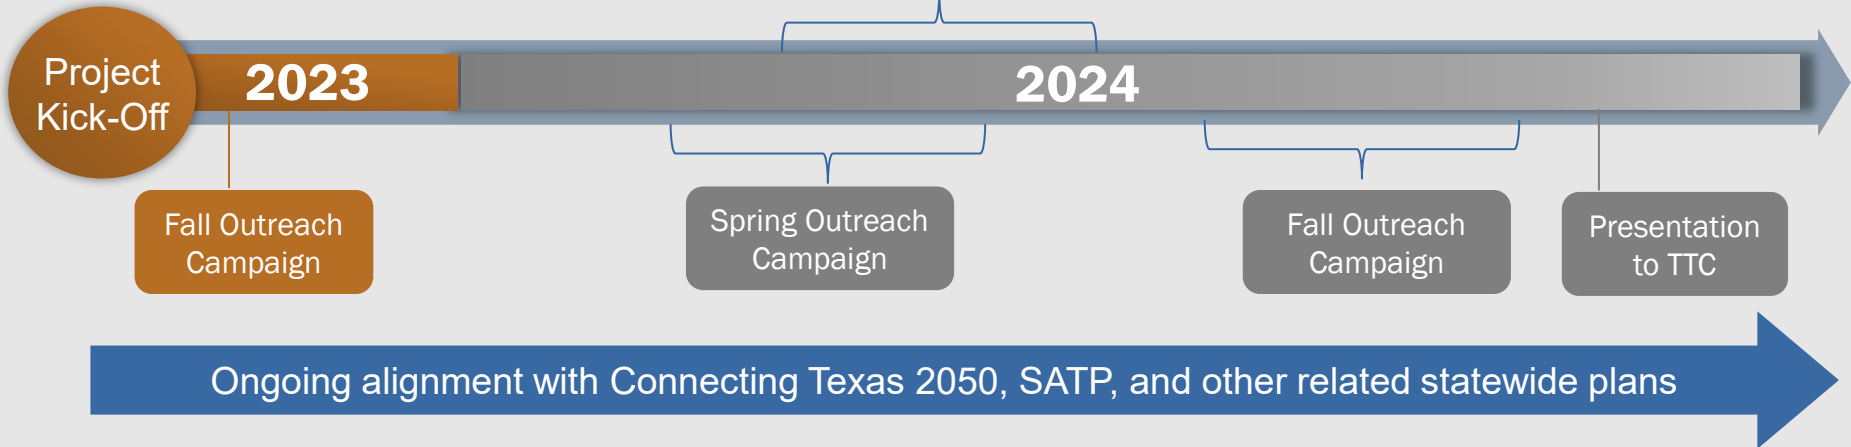 Project
Kick-Off
2023
2024
Fall Outreach
Campaign
Spring Outreach
Campaign
Fall Outreach
Campaign
Presentation
to TTC
Ongoing alignment with Connecting Texas 2050, SATP, and other related statewide plans